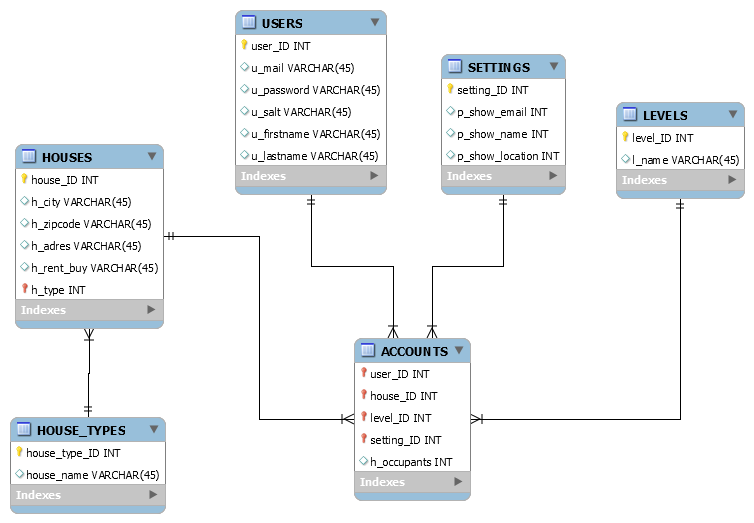 USERS
user_ID INT
u_mail VARCHAR(45)
u_password VARCHAR(45)
u_salt VARCHAR(45)
u_firstname VARCHAR(45)
u_lastname VARCHAR(45)
Indexes
SETTINGS
setting_ID INT
p_show_email INT
p_show_name INT
p_show_location INT
Indexes
LEVELS
level_ID INT
l_name VARCHAR(45)
Indexes
HOUSES
house_ID INT
h_city VARCHAR(45)
h_zipcode VARCHAR(45)
h_adres VARCHAR(45)
h_rent_buy VARCHAR(45)
h_type INT
Indexes
ACCOUNTS
user_ID INT
house_ID INT
level_ID INT
setting_ID INT
h_occupants INT
Indexes
HOUSE_TYPES
house_type_ID INT
house_name VARCHAR(45)
Indexes